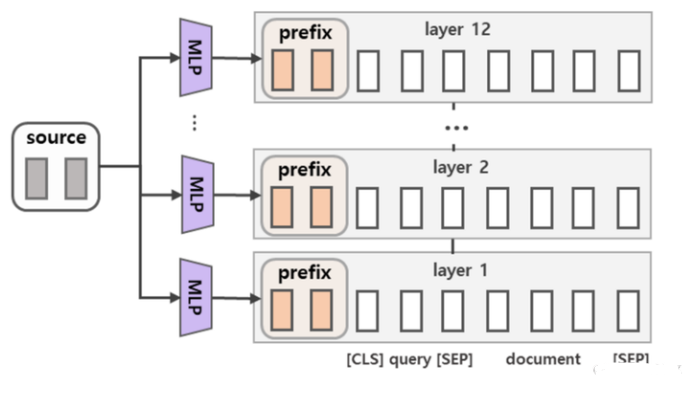 prefix
layer 12
MLP
⋮
...
source
prefix
layer 2
MLP
prefix
layer 1
MLP
[CLS] query [SEP] document [SEP]